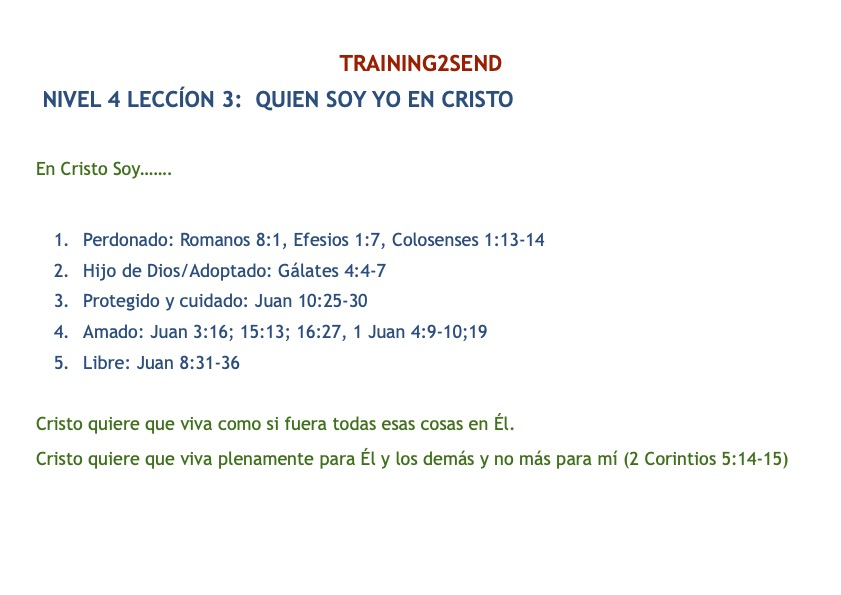 TRAINING2SEND
NIVEL 4 LECCÍON 3:  QUIEN SOY YO EN CRISTO
En Cristo Soy…….
1. Perdonado: Romanos 8:1, Efesios 1:7, Colosenses 1:13-14
2. Hijo de Dios/Adoptado: Gálates 4:4-7
3. Protegido y cuidado: Juan 10:25-30
4. Amado: Juan 3:16; 15:13; 16:27, 1 Juan 4:9-10;19
5. Libre: Juan 8:31-36
Cristo quiere que viva como si fuera todas esas cosas en Él.
Cristo quiere que viva plenamente para Él y los demás y no más para mí (2 Corintios 5:14-15)